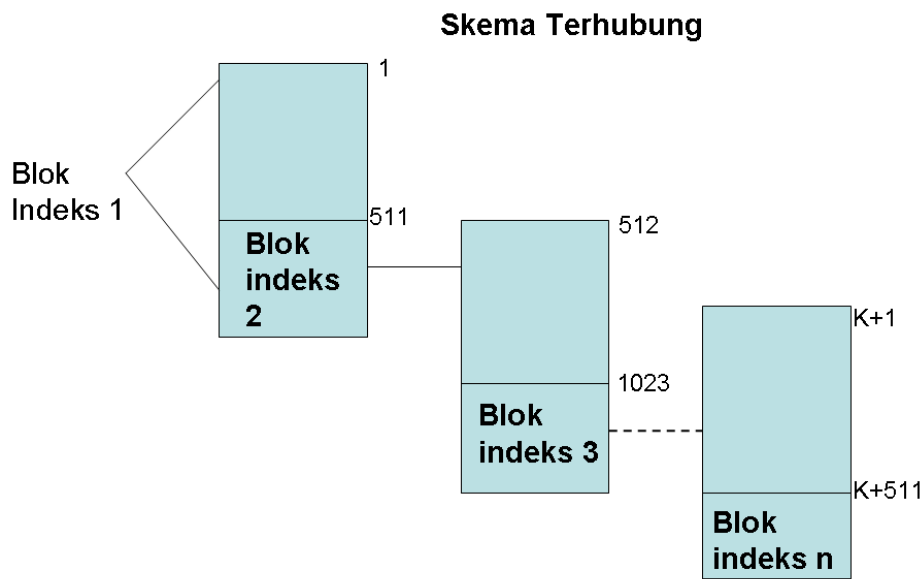 Skema Terhubung
1
Blok
Indeks 1
511
Blok
indeks
2
512
1023
Blok
indeks 3
K+1
K+511
Blok
indeks n